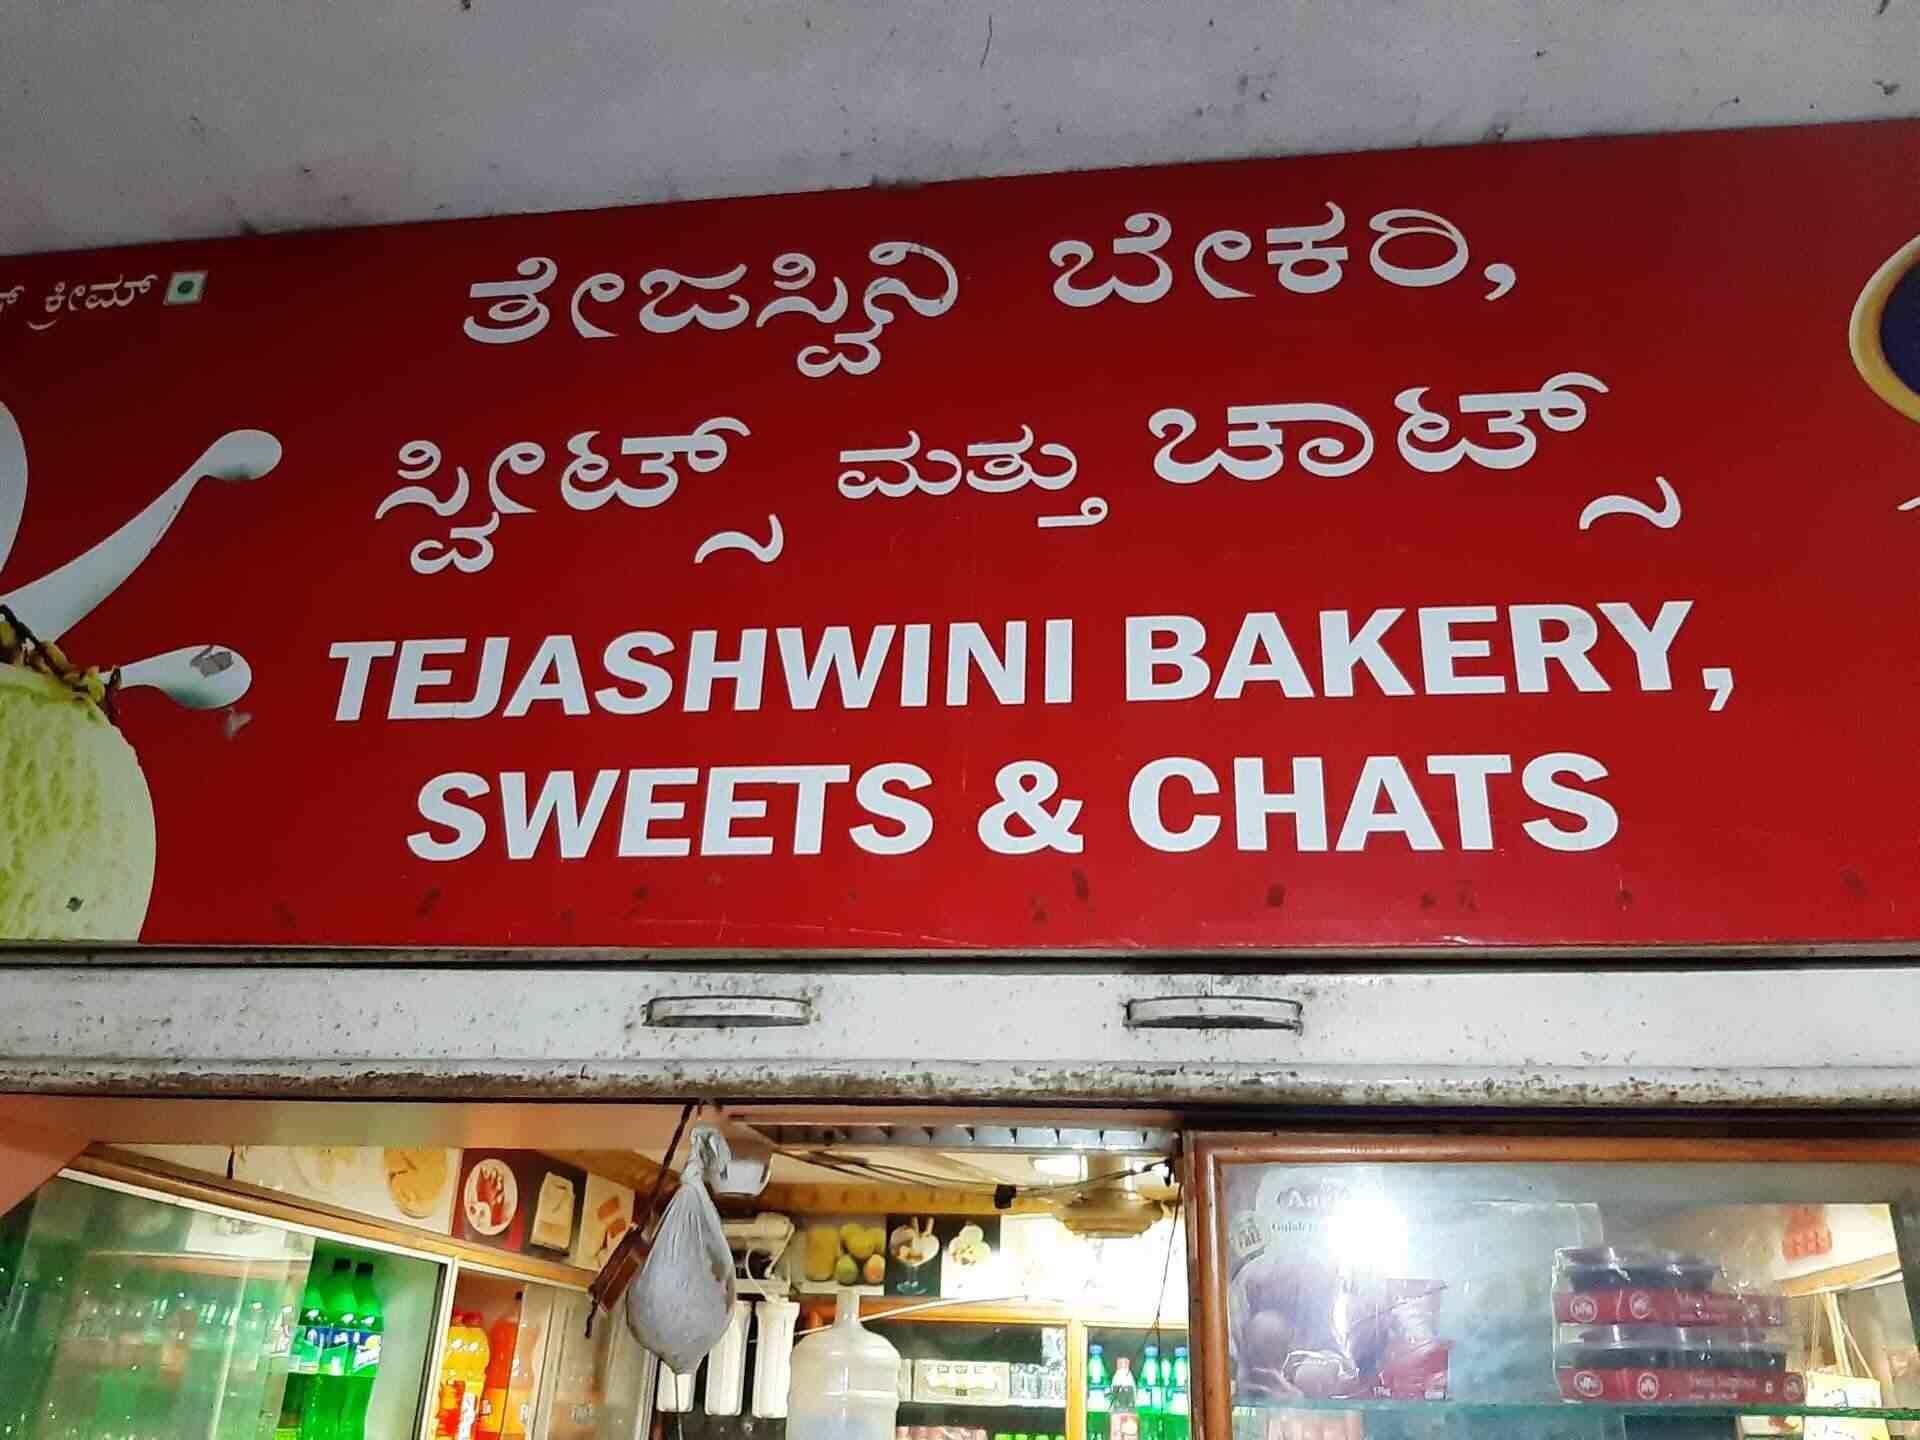 ಕ್ರೀಮ್
ತೇಜಸ್ವಿನಿ ಬೇಕರಿ,
ಸ್ವೀಟ್ಸ್ ಮತ್ತು ಚಾಟ್ಸ್
TEJASHWINI BAKERY,
SWEETS & CHATS